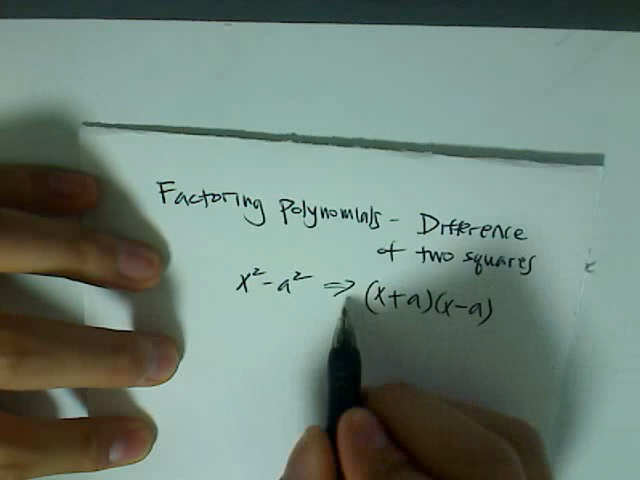 Factoring Polynomials - Difference
of two squares
x² - a² ⇒ (x+a)(x-a)